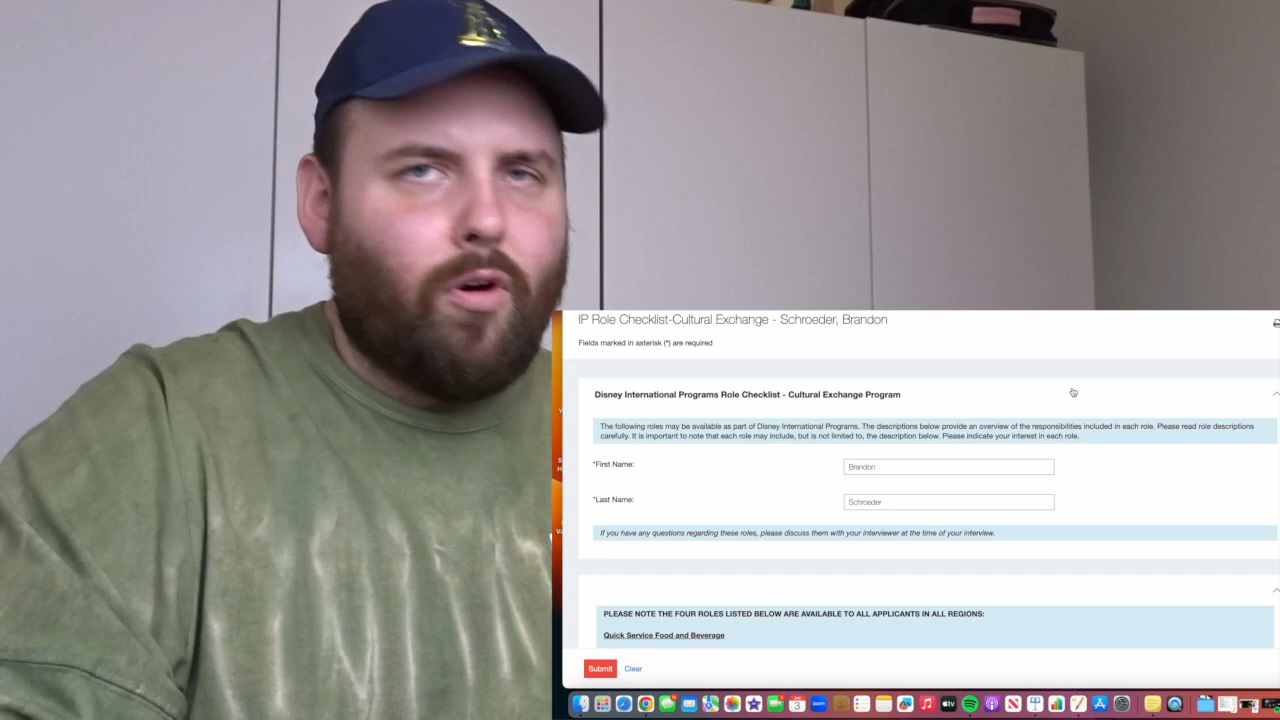 IP Role Checklist-Cultural Exchange - Schroeder, Brandon
Fields marked in asterisk (*) are required
Disney International Programs Role Checklist - Cultural Exchange Program
The following roles may be available as part of Disney International Programs. The descriptions below provide an overview of the responsibilities included in each role. Please read role descriptions
carefully. It is important to note that each role may include, but is not limited to, the description below. Please indicate your interest in each role.
*First Name:
Brandon
*Last Name:
Schroeder
If you have any questions regarding these roles, please discuss them with your interviewer at the time of your interview.
PLEASE NOTE THE FOUR ROLES LISTED BELOW ARE AVAILABLE TO ALL APPLICANTS IN ALL REGIONS:
Quick Service Food and Beverage
Submit
Clear
3
zoom
tv